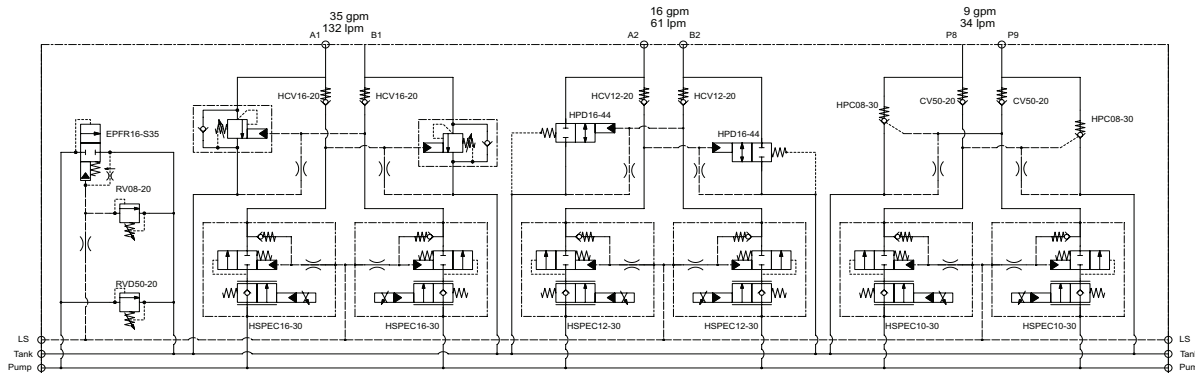 35 gpm
132 lpm
16 gpm
61 lpm
9 gpm
34 lpm
A1
B1
A2
B2
P8
P9
HCV16-20
HCV16-20
HCV12-20
HCV12-20
HPC08-30
CV50-20
CV50-20
HPC08-30
EPFR16-S35
HPD16-44
HPD16-44
RV08-20
RVD50-20
HSPEC16-30
HSPEC16-30
HSPEC12-30
HSPEC12-30
HSPEC10-30
HSPEC10-30
LS
LS
Tank
Tank
Pump
Pum